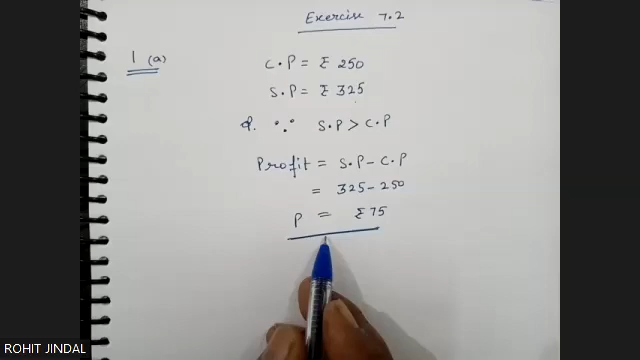 Exercise 7.2
1 (a)
C.P = ₹ 250
S.P = ₹ 325
∵ S.P > C.P
Profit = S.P - C.P
= 325 - 250
P = ₹ 75
ROHIT JINDAL